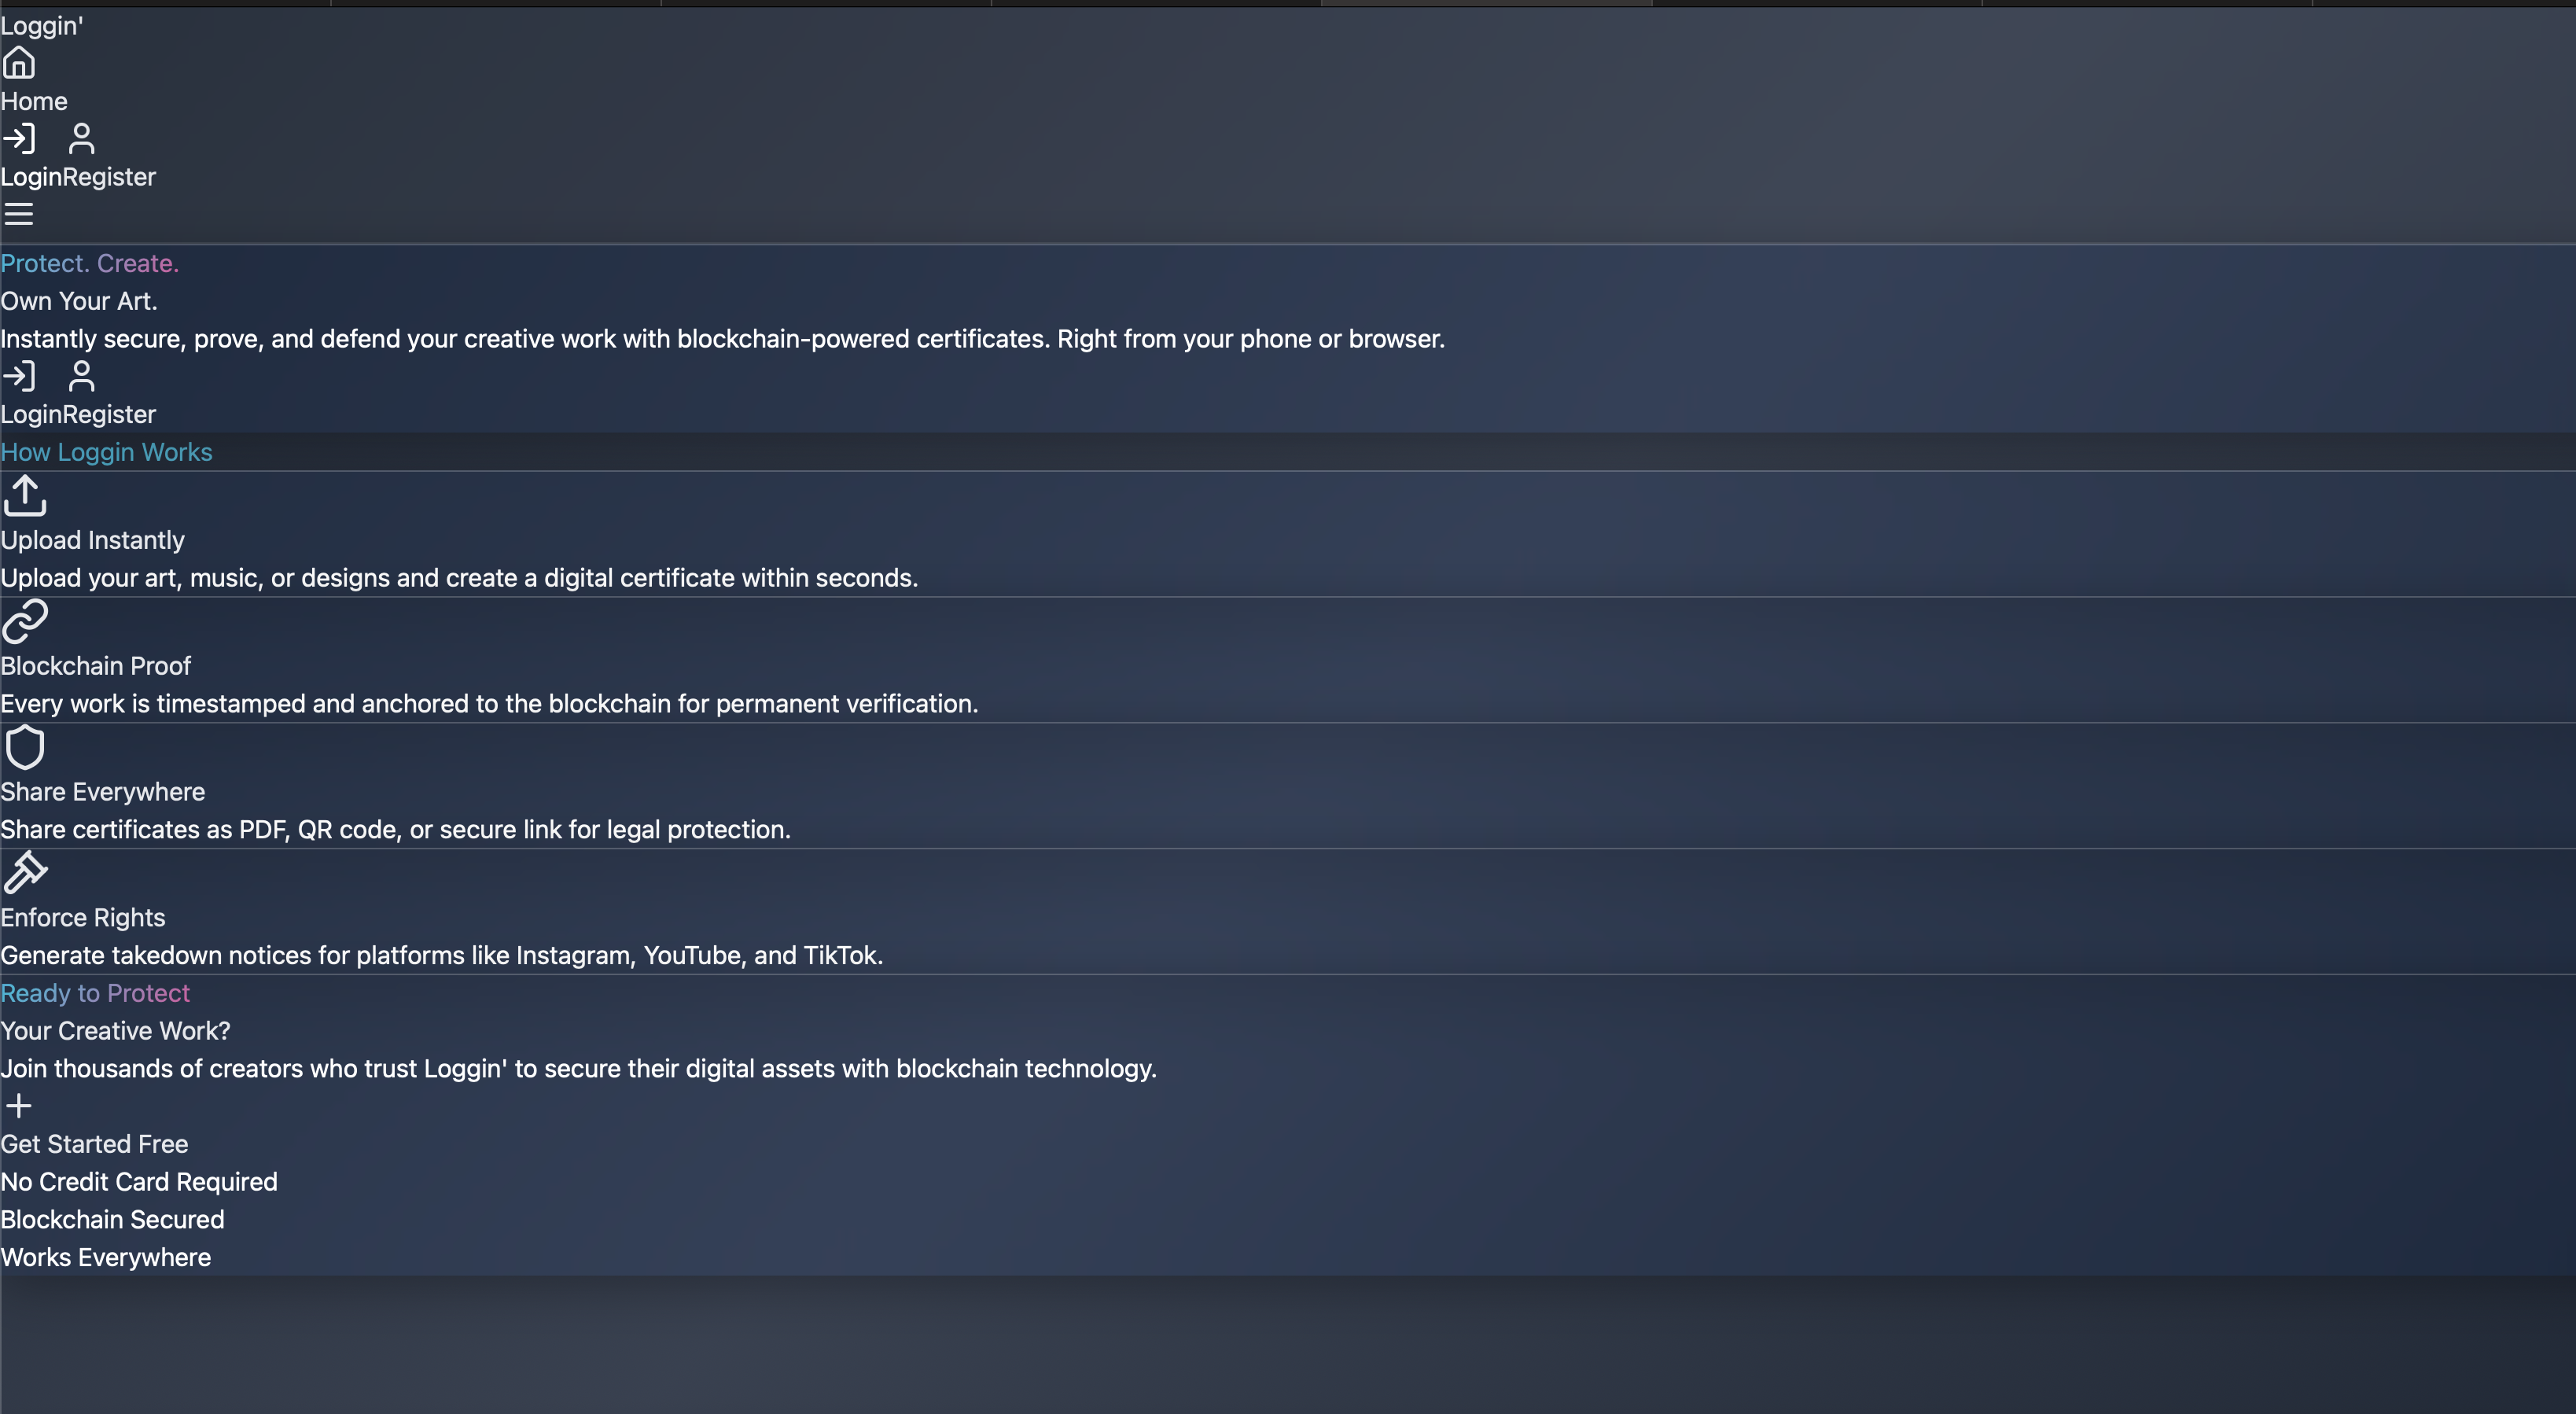 Loggin'
Home
LoginRegister
Protect. Create.
Own Your Art.
Instantly secure, prove, and defend your creative work with blockchain-powered certificates. Right from your phone or browser.
LoginRegister
How Loggin Works
Upload Instantly
Upload your art, music, or designs and create a digital certificate within seconds.
Blockchain Proof
Every work is timestamped and anchored to the blockchain for permanent verification.
Share Everywhere
Share certificates as PDF, QR code, or secure link for legal protection.
Enforce Rights
Generate takedown notices for platforms like Instagram, YouTube, and TikTok.
Ready to Protect
Your Creative Work?
Join thousands of creators who trust Loggin' to secure their digital assets with blockchain technology.
Get Started Free
No Credit Card Required
Blockchain Secured
Works Everywhere